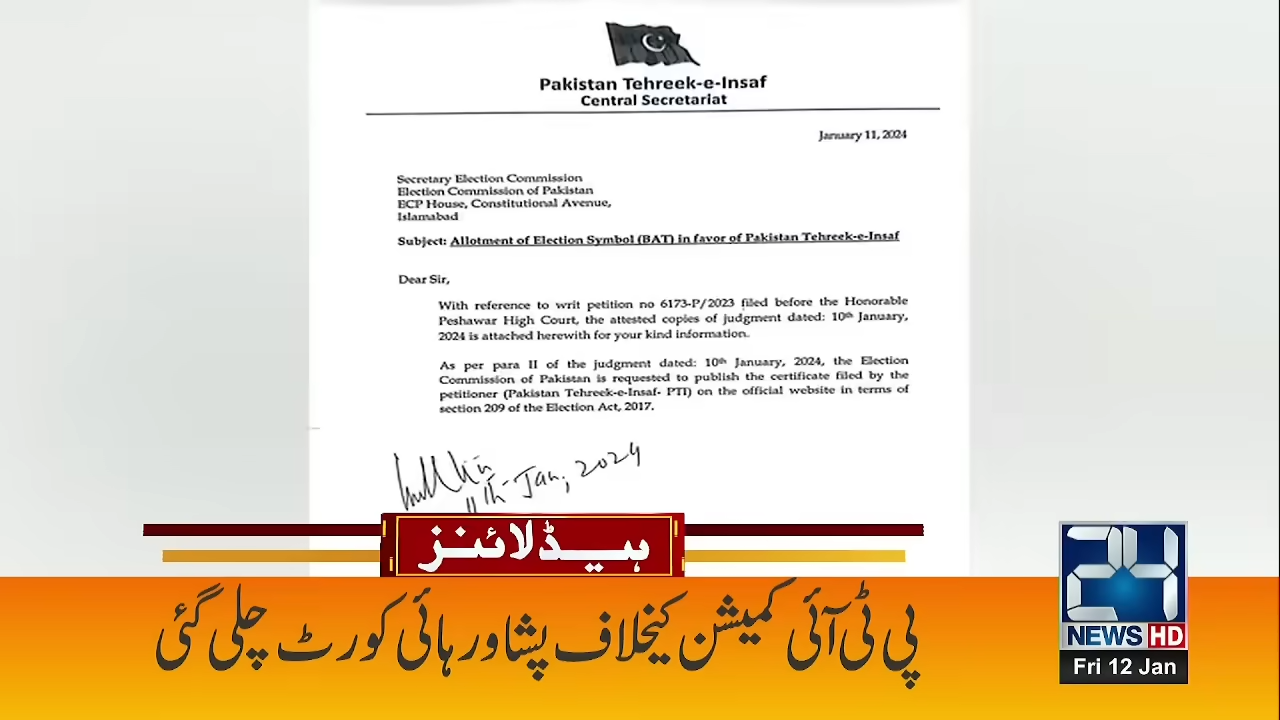 Pakistan Tehreek-e-Insaf
Central Secretariat
January 11, 2024
Secretary Election Commission
Election Commission of Pakistan
ECP House, Constitutional Avenue,
Islamabad
Subject: Allotment of Election Symbol (BAT) in favor of Pakistan Tehreek-e-Insaf
Dear Sir,
With reference to writ petition no 6173-P/2023 filed before the Honorable
Peshawar High Court, the attested copies of judgment dated: 10th January,
2024 is attached herewith for your kind information.
As per para II of the judgment dated: 10th January, 2024, the Election
Commission of Pakistan is requested to publish the certificate filed by the
petitioner (Pakistan Tehreek-e-Insaf- PTI) on the official website in terms of
section 209 of the Election Act, 2017.
11th Jan, 2024
ہیڈلائنز
پی ٹی آئی کمیشن کیخلاف پشاور ہائی کورٹ چلی گئی
24
NEWS HD
Fri 12 Jan